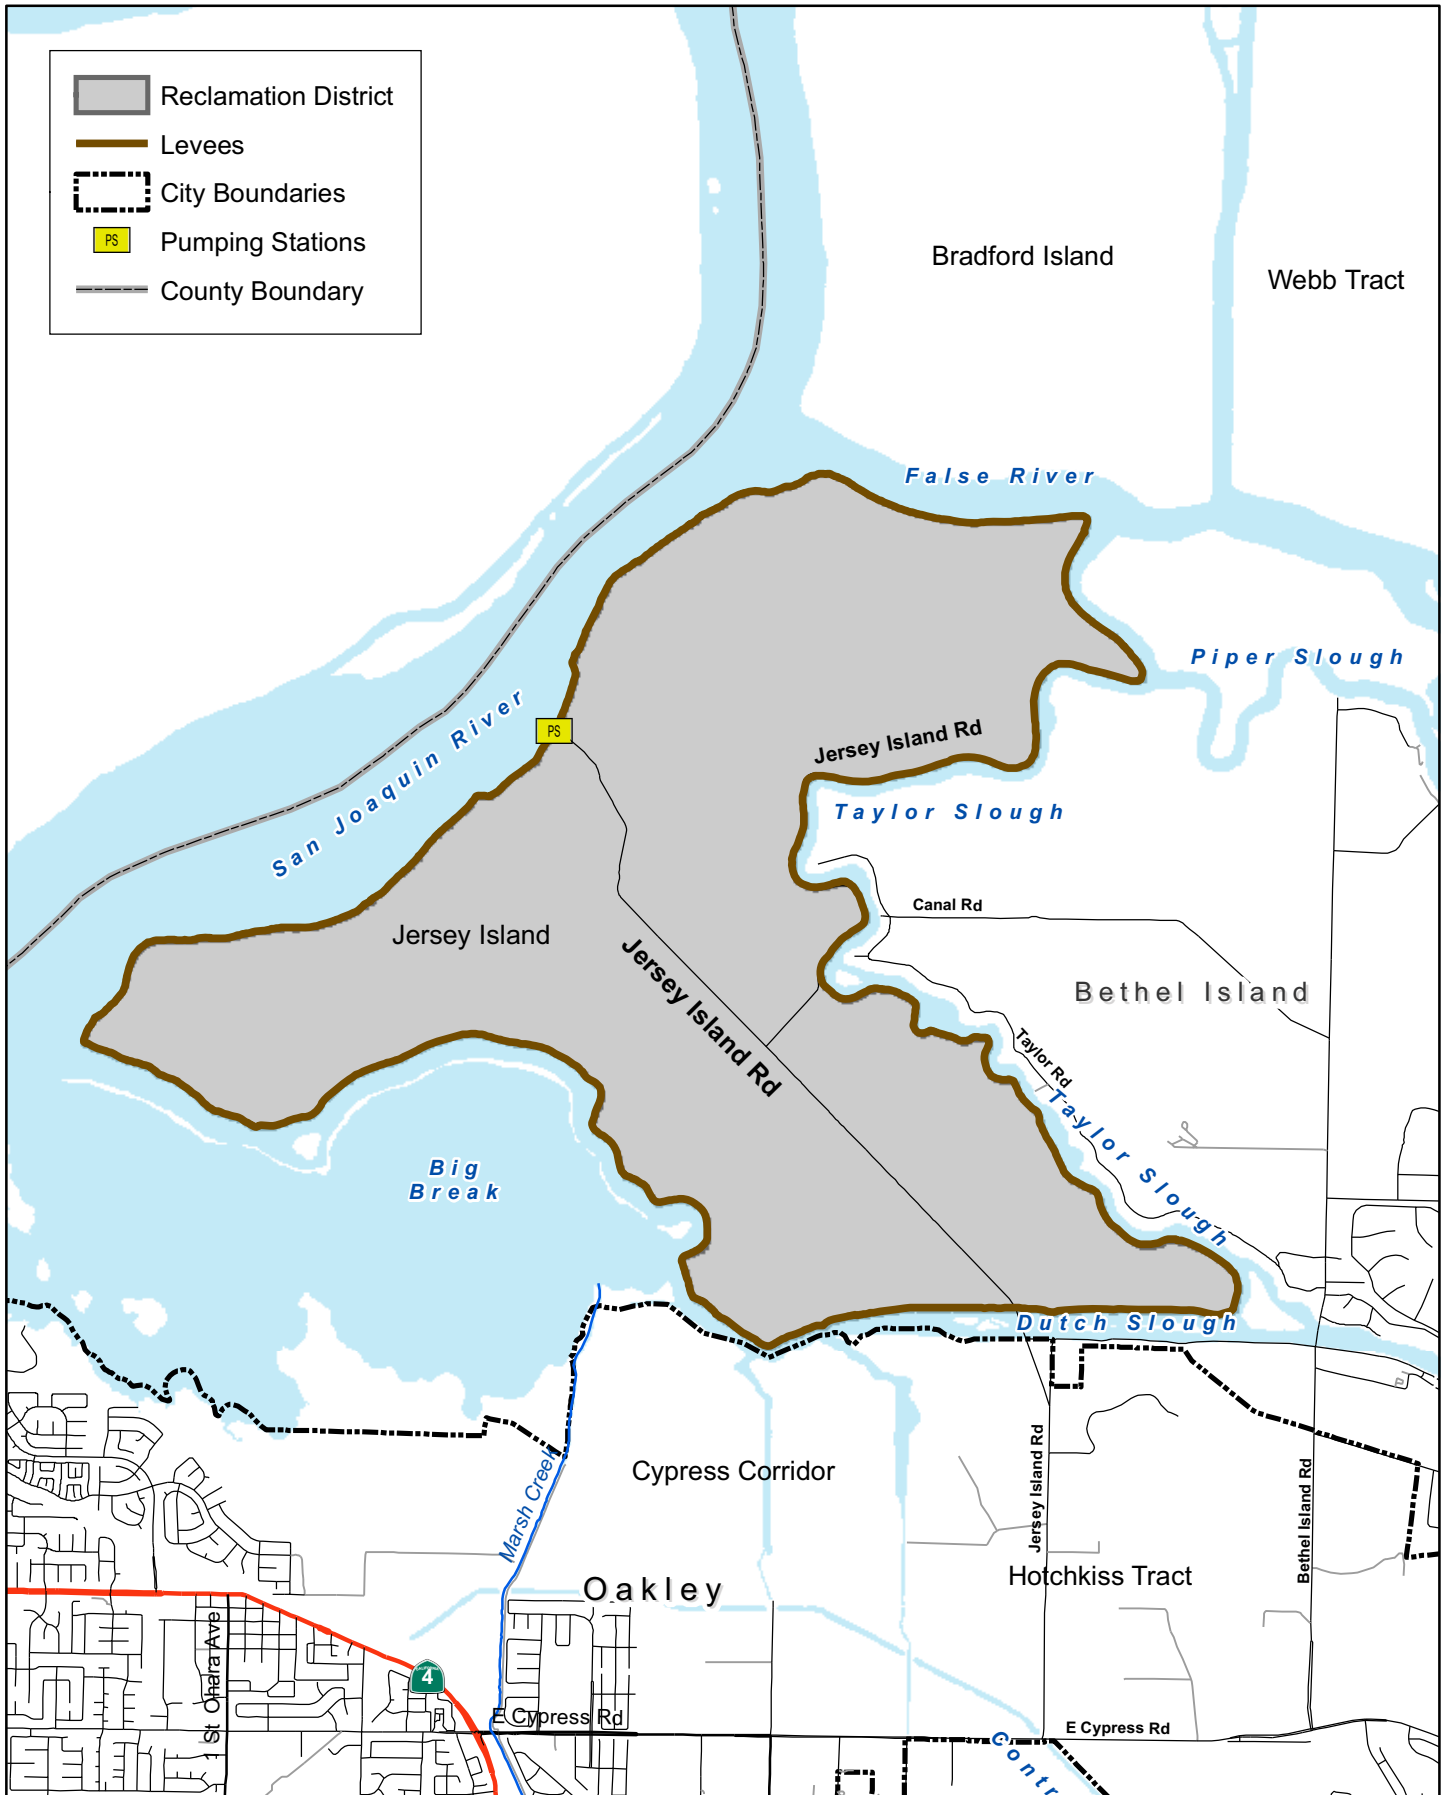 Reclamation District
Levees
City Boundaries
PS Pumping Stations
County Boundary
Bradford Island
Webb Tract
False River
Piper Slough
San Joaquin River
PS
Jersey Island Rd
Taylor Slough
Canal Rd
Jersey Island
Jersey Island Rd
Bethel Island
Taylor Rd
Taylor Slough
Big
Break
Dutch Slough
Marsh Creek
Cypress Corridor
Jersey Island Rd
Bethel Island Rd
Hotchkiss Tract
Oakley
St Ohara Ave
4
E Cypress Rd
E Cypress Rd
Contr